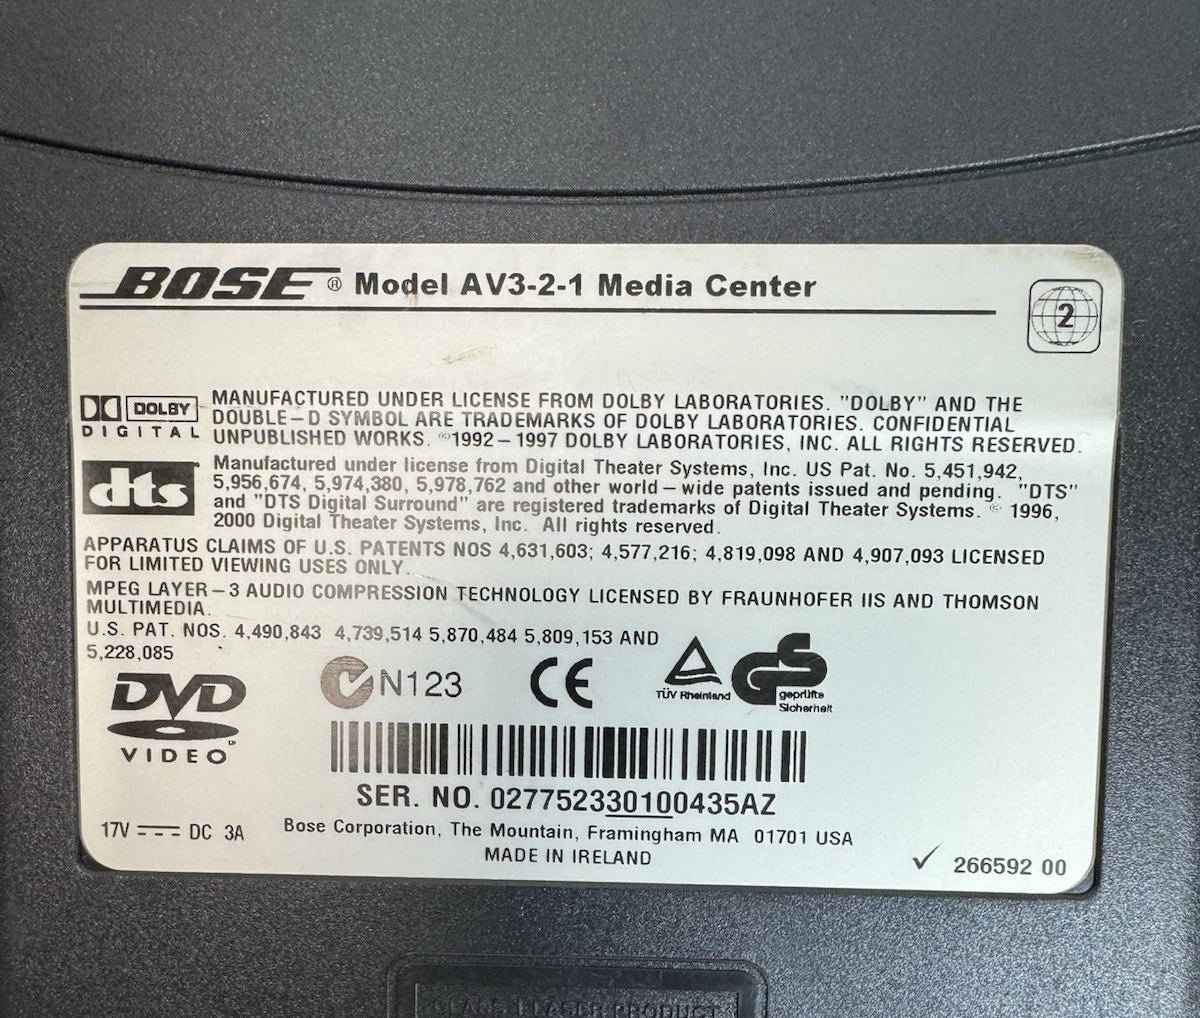 BOSE® Model AV3-2-1 Media Center
2
DOLBY
DIGITAL
MANUFACTURED UNDER LICENSE FROM DOLBY LABORATORIES. "DOLBY" AND THE
DOUBLE-D SYMBOL ARE TRADEMARKS OF DOLBY LABORATORIES. CONFIDENTIAL
UNPUBLISHED WORKS. ©1992-1997 DOLBY LABORATORIES, INC. ALL RIGHTS RESERVED.
dts
Manufactured under license from Digital Theater Systems, Inc. US Pat. No. 5,451,942,
5,956,674, 5,974,380, 5,978,762 and other world-wide patents issued and pending. "DTS"
and "DTS Digital Surround" are registered trademarks of Digital Theater Systems. © 1996,
2000 Digital Theater Systems, Inc. All rights reserved.
APPARATUS CLAIMS OF U.S. PATENTS NOS 4,631,603; 4,577,216; 4,819,098 AND 4,907,093 LICENSED
FOR LIMITED VIEWING USES ONLY.
MPEG LAYER-3 AUDIO COMPRESSION TECHNOLOGY LICENSED BY FRAUNHOFER IIS AND THOMSON
MULTIMEDIA.
U.S. PAT. NOS. 4,490,843 4,739,514 5,870,484 5,809,153 AND
5,228,085
DVD
VIDEO
N123
CE
TÜV Rheinland
GS
geprüfte
Sicherheit
SER. NO. 027752330100435AZ
17V DC 3A
Bose Corporation, The Mountain, Framingham MA 01701 USA
MADE IN IRELAND
✓ 266592 00
CLASS 1 LASER PRODUCT